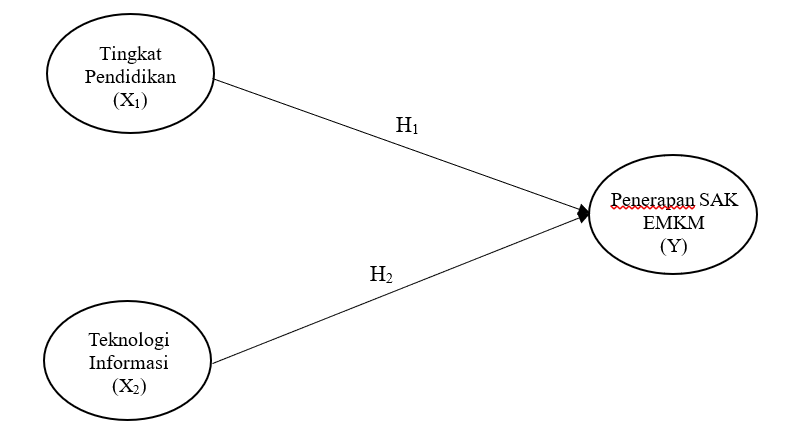 Tingkat
Pendidikan
(X₁)
H₁
Penerapan SAK
EMKM
(Y)
H₂
Teknologi
Informasi
(X₂)